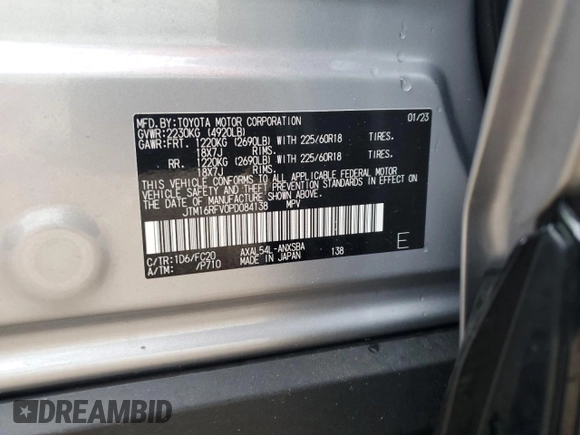 MFD.BY:TOYOTA MOTOR CORPORATION 01/23
GVWR:2230KG (4920LB)
GAWR:FRT. 1220KG (2690LB) WITH 225/60R18 TIRES.
18X7J RIMS.
RR. 1220KG (2690LB) WITH 225/60R18 TIRES.
18X7J RIMS.
THIS VEHICLE CONFORMS TO ALL APPLICABLE FEDERAL MOTOR
VEHICLE SAFETY, BUMPER, AND THEFT PREVENTION STANDARDS IN
EFFECT ON THE DATE OF MANUFACTURE SHOWN ABOVE.
JTM16RFV0PD084138 MPV
C/TR:1D6/FC20 AXAL54L-ANXSBA 138 E
A/TM: /P710 MADE IN JAPAN
DREAMBID